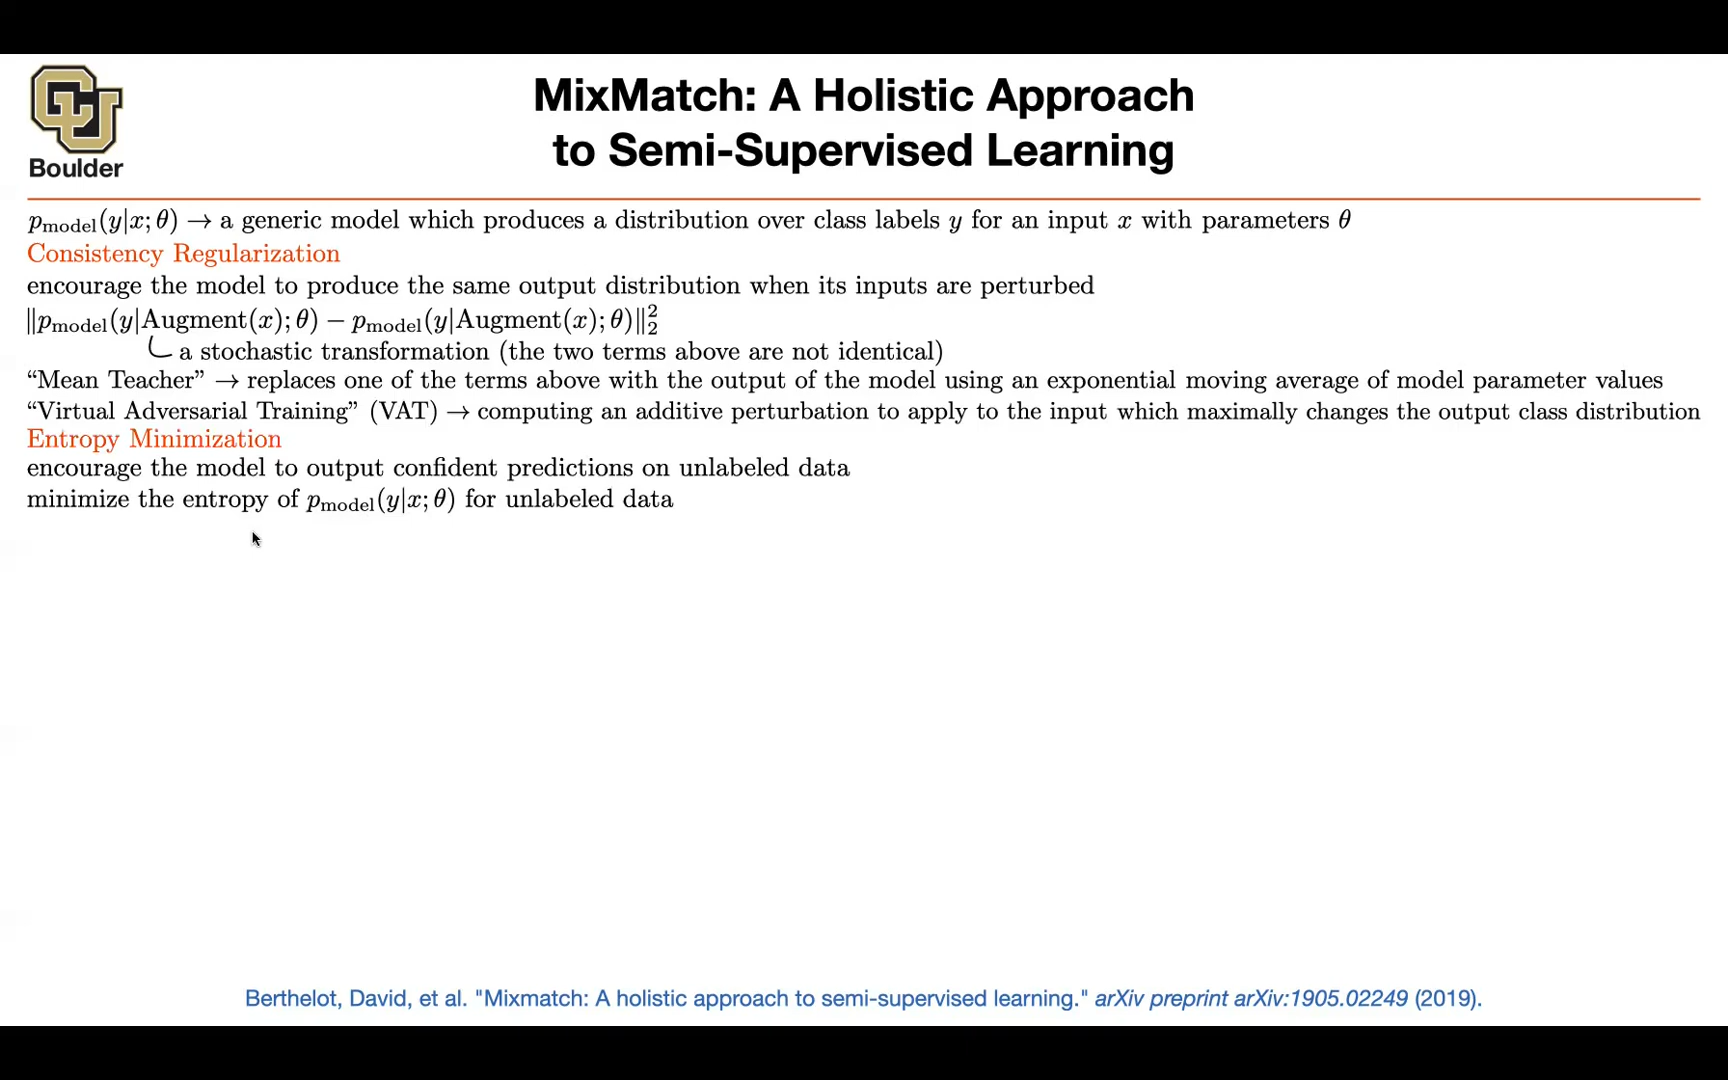 MixMatch: A Holistic Approach
to Semi-Supervised Learning
CU
Boulder
p_model(y|x; θ) → a generic model which produces a distribution over class labels y for an input x with parameters θ
Consistency Regularization
encourage the model to produce the same output distribution when its inputs are perturbed
‖p_model(y|Augment(x); θ) − p_model(y|Augment(x); θ)‖₂²
a stochastic transformation (the two terms above are not identical)
“Mean Teacher” → replaces one of the terms above with the output of the model using an exponential moving average of model parameter values
“Virtual Adversarial Training” (VAT) → computing an additive perturbation to apply to the input which maximally changes the output class distribution
Entropy Minimization
encourage the model to output confident predictions on unlabeled data
minimize the entropy of p_model(y|x; θ) for unlabeled data
Berthelot, David, et al. "Mixmatch: A holistic approach to semi-supervised learning." arXiv preprint arXiv:1905.02249 (2019).